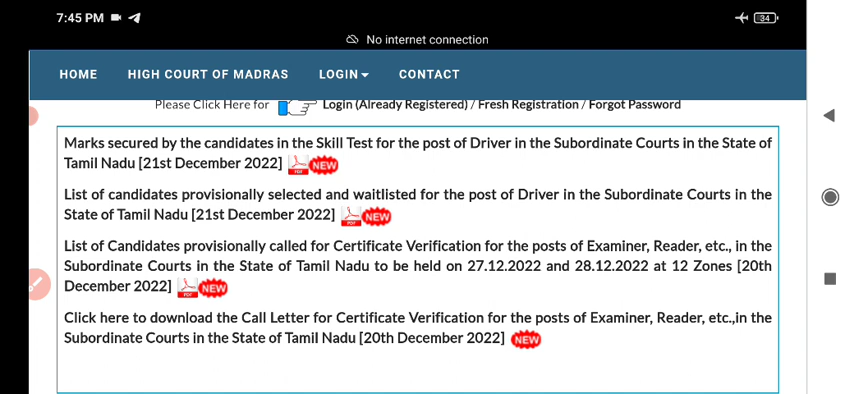 7:45 PM
34
No internet connection
HOME HIGH COURT OF MADRAS LOGIN CONTACT
Please Click Here for Login (Already Registered) / Fresh Registration / Forgot Password
Marks secured by the candidates in the Skill Test for the post of Driver in the Subordinate Courts in the State of
Tamil Nadu [21st December 2022] PDF NEW
List of candidates provisionally selected and waitlisted for the post of Driver in the Subordinate Courts in the
State of Tamil Nadu [21st December 2022] PDF NEW
List of Candidates provisionally called for Certificate Verification for the posts of Examiner, Reader, etc., in the
Subordinate Courts in the State of Tamil Nadu to be held on 27.12.2022 and 28.12.2022 at 12 Zones [20th
December 2022] PDF NEW
Click here to download the Call Letter for Certificate Verification for the posts of Examiner, Reader, etc.,in the
Subordinate Courts in the State of Tamil Nadu [20th December 2022] NEW